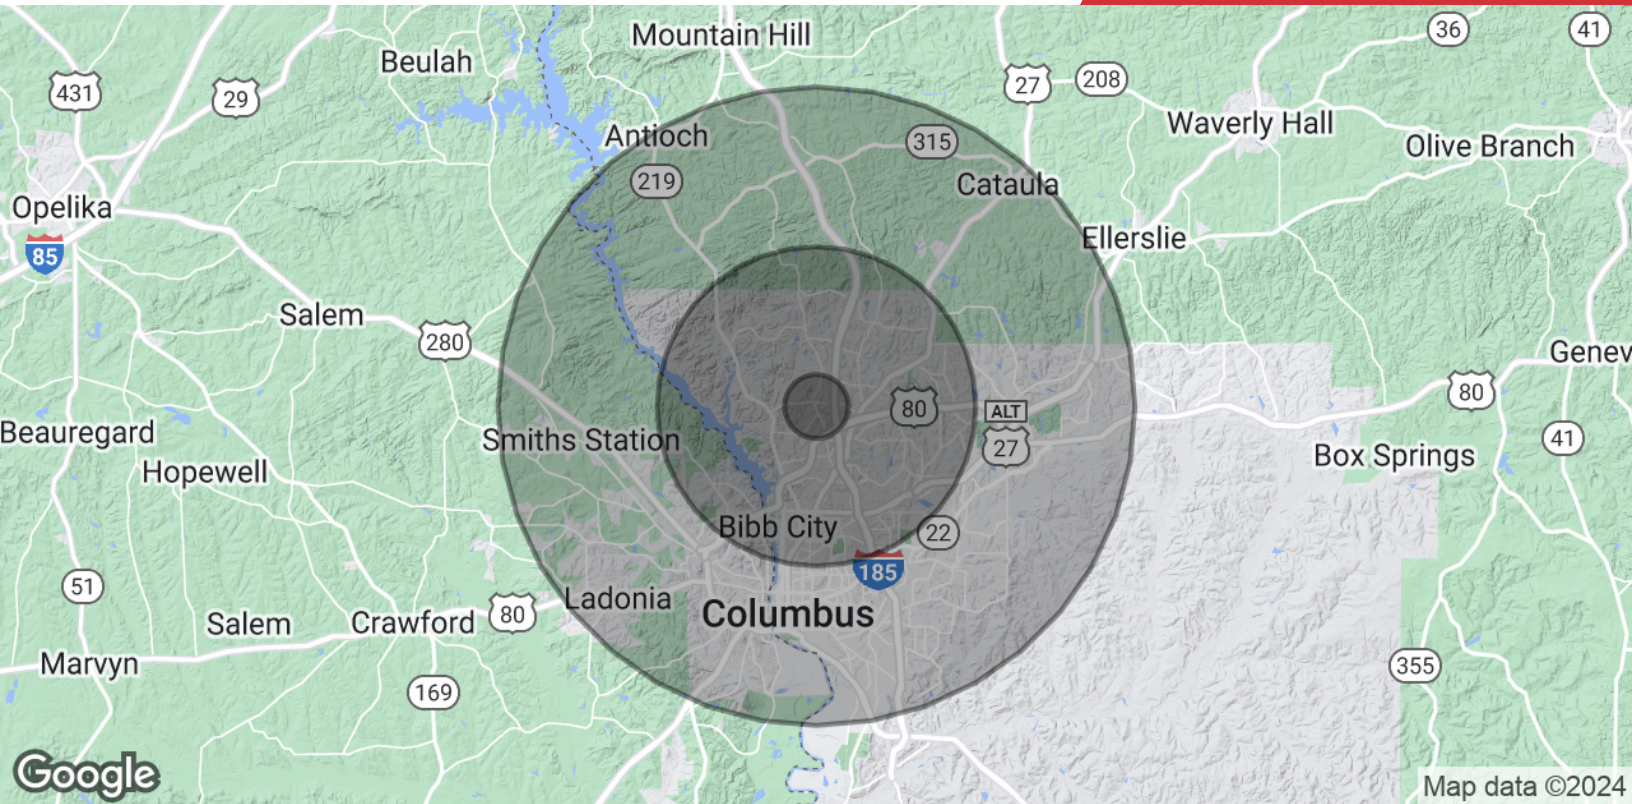 Mountain Hill
36
41
Beulah
27
208
431
29
Waverly Hall
Antioch
315
Olive Branch
219
Cataula
Opelika
Ellerslie
85
Salem
280
Genev
80
80
ALT
27
Beauregard
Smiths Station
41
Hopewell
Box Springs
Bibb City
22
185
51
Ladonia
80
Columbus
Salem
Crawford
Marvyn
355
169
Google
Map data ©2024